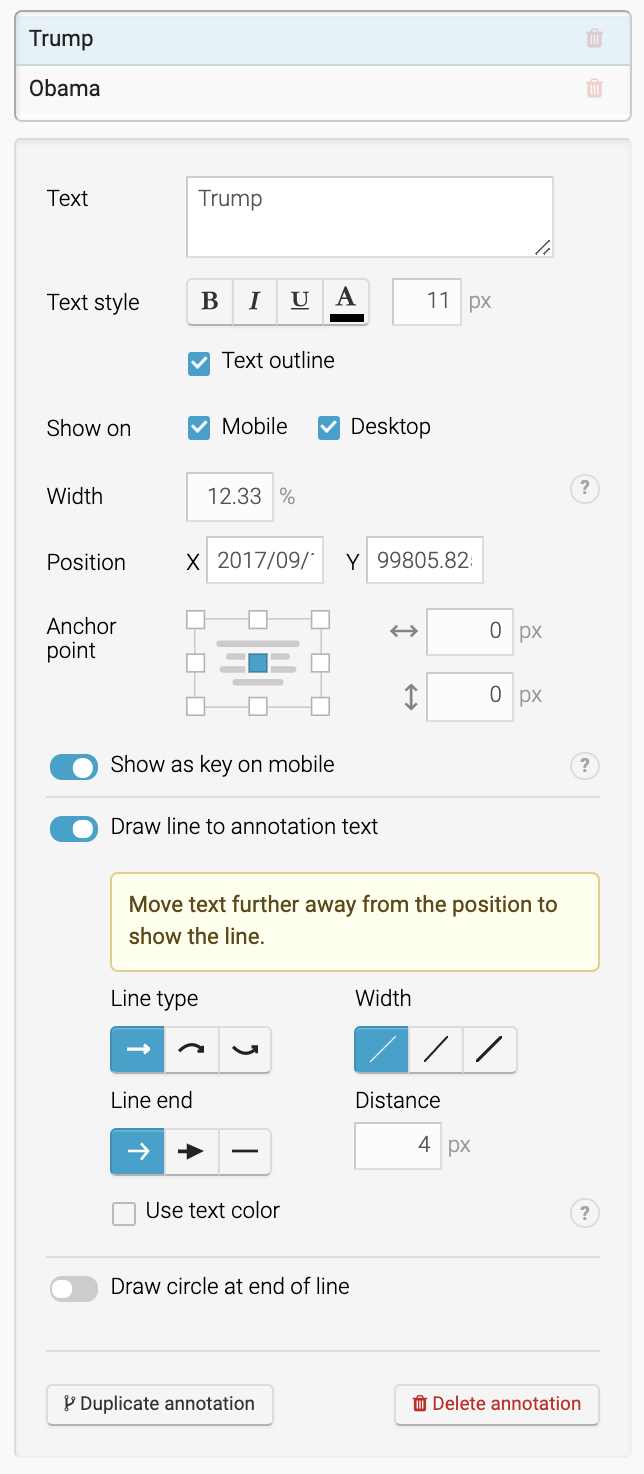 Trump
Obama
Text
Trump
Text style
B I U A 11 px
Text outline
Show on
Mobile Desktop
Width
12.33 % ?
Position
X 2017/09/ Y 99805.82
Anchor
point
0 px
0 px
Show as key on mobile ?
Draw line to annotation text
Move text further away from the position to
show the line.
Line type Width
Line end Distance
4 px
Use text color ?
Draw circle at end of line
Duplicate annotation Delete annotation